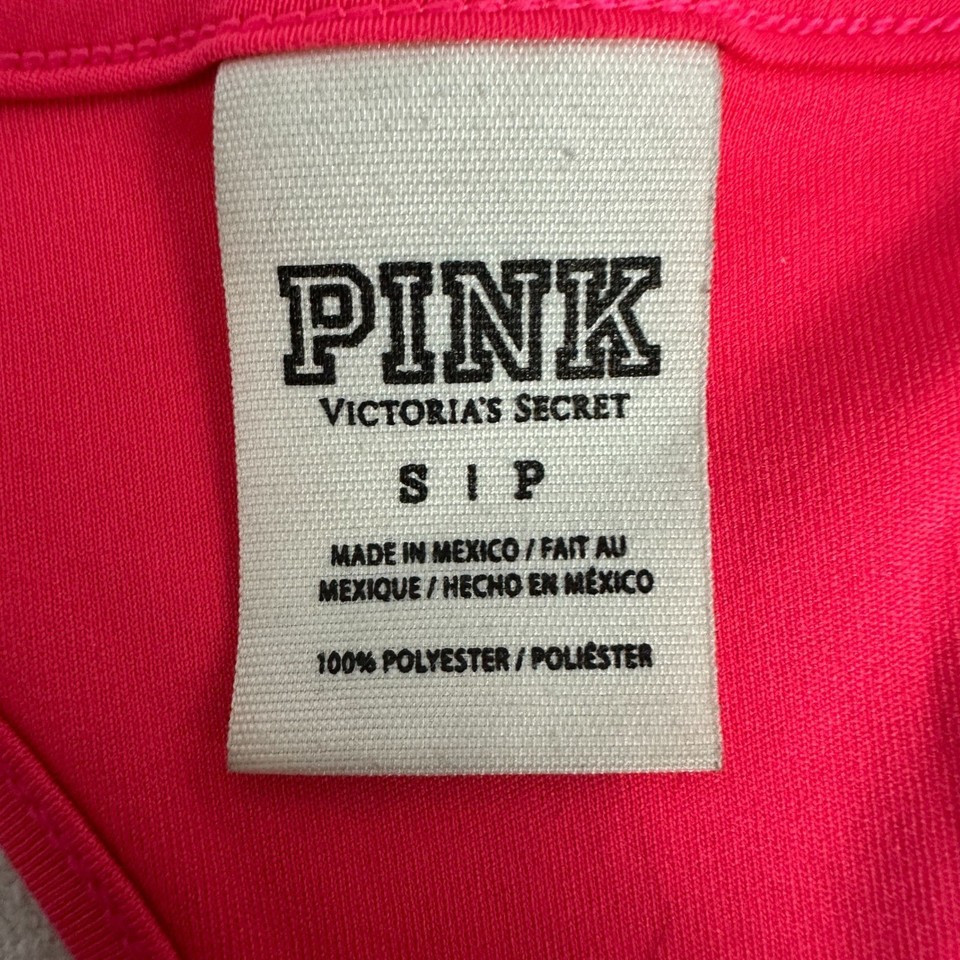 PINK
VICTORIA'S SECRET
S | P
MADE IN MEXICO / FAIT AU
MEXIQUE / HECHO EN MÉXICO
100% POLYESTER / POLIÉSTER